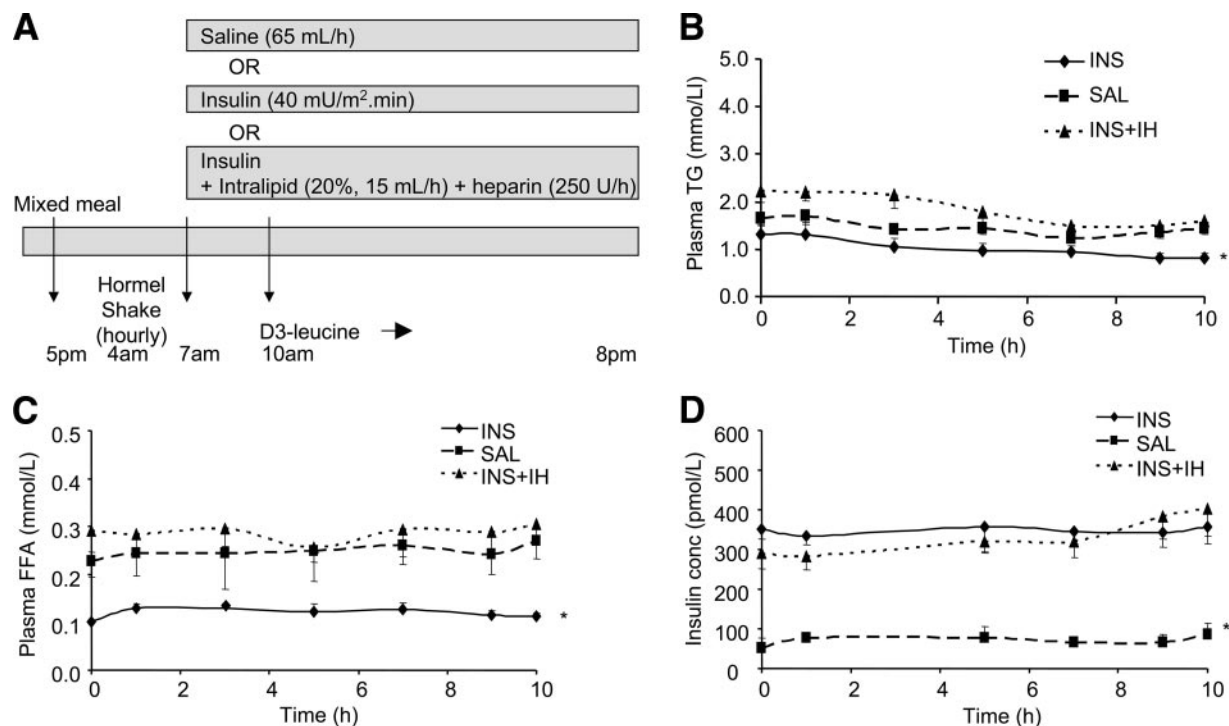 A
Saline (65 mL/h)
OR
Insulin (40 mU/m².min)
OR
Insulin
+ Intralipid (20%, 15 mL/h) + heparin (250 U/h)
Mixed meal
Hormel
Shake
(hourly)
D3-leucine
5pm 4am 7am 10am 8pm
B
INS
SAL
INS+IH
Plasma TG (mmo/Ll)
5.0
4.0
3.0
2.0
1.0
0.0
0 2 4 6 8 10
Time (h)
*
C
INS
SAL
INS+IH
Plasma FFA (mmol/L)
0.5
0.4
0.3
0.2
0.1
0.0
0 2 4 6 8 10
Time (h)
*
D
INS
SAL
INS+IH
Insulin conc (pmol/L)
600
500
400
300
200
100
0
0 2 4 6 8 10
Time (h)
*